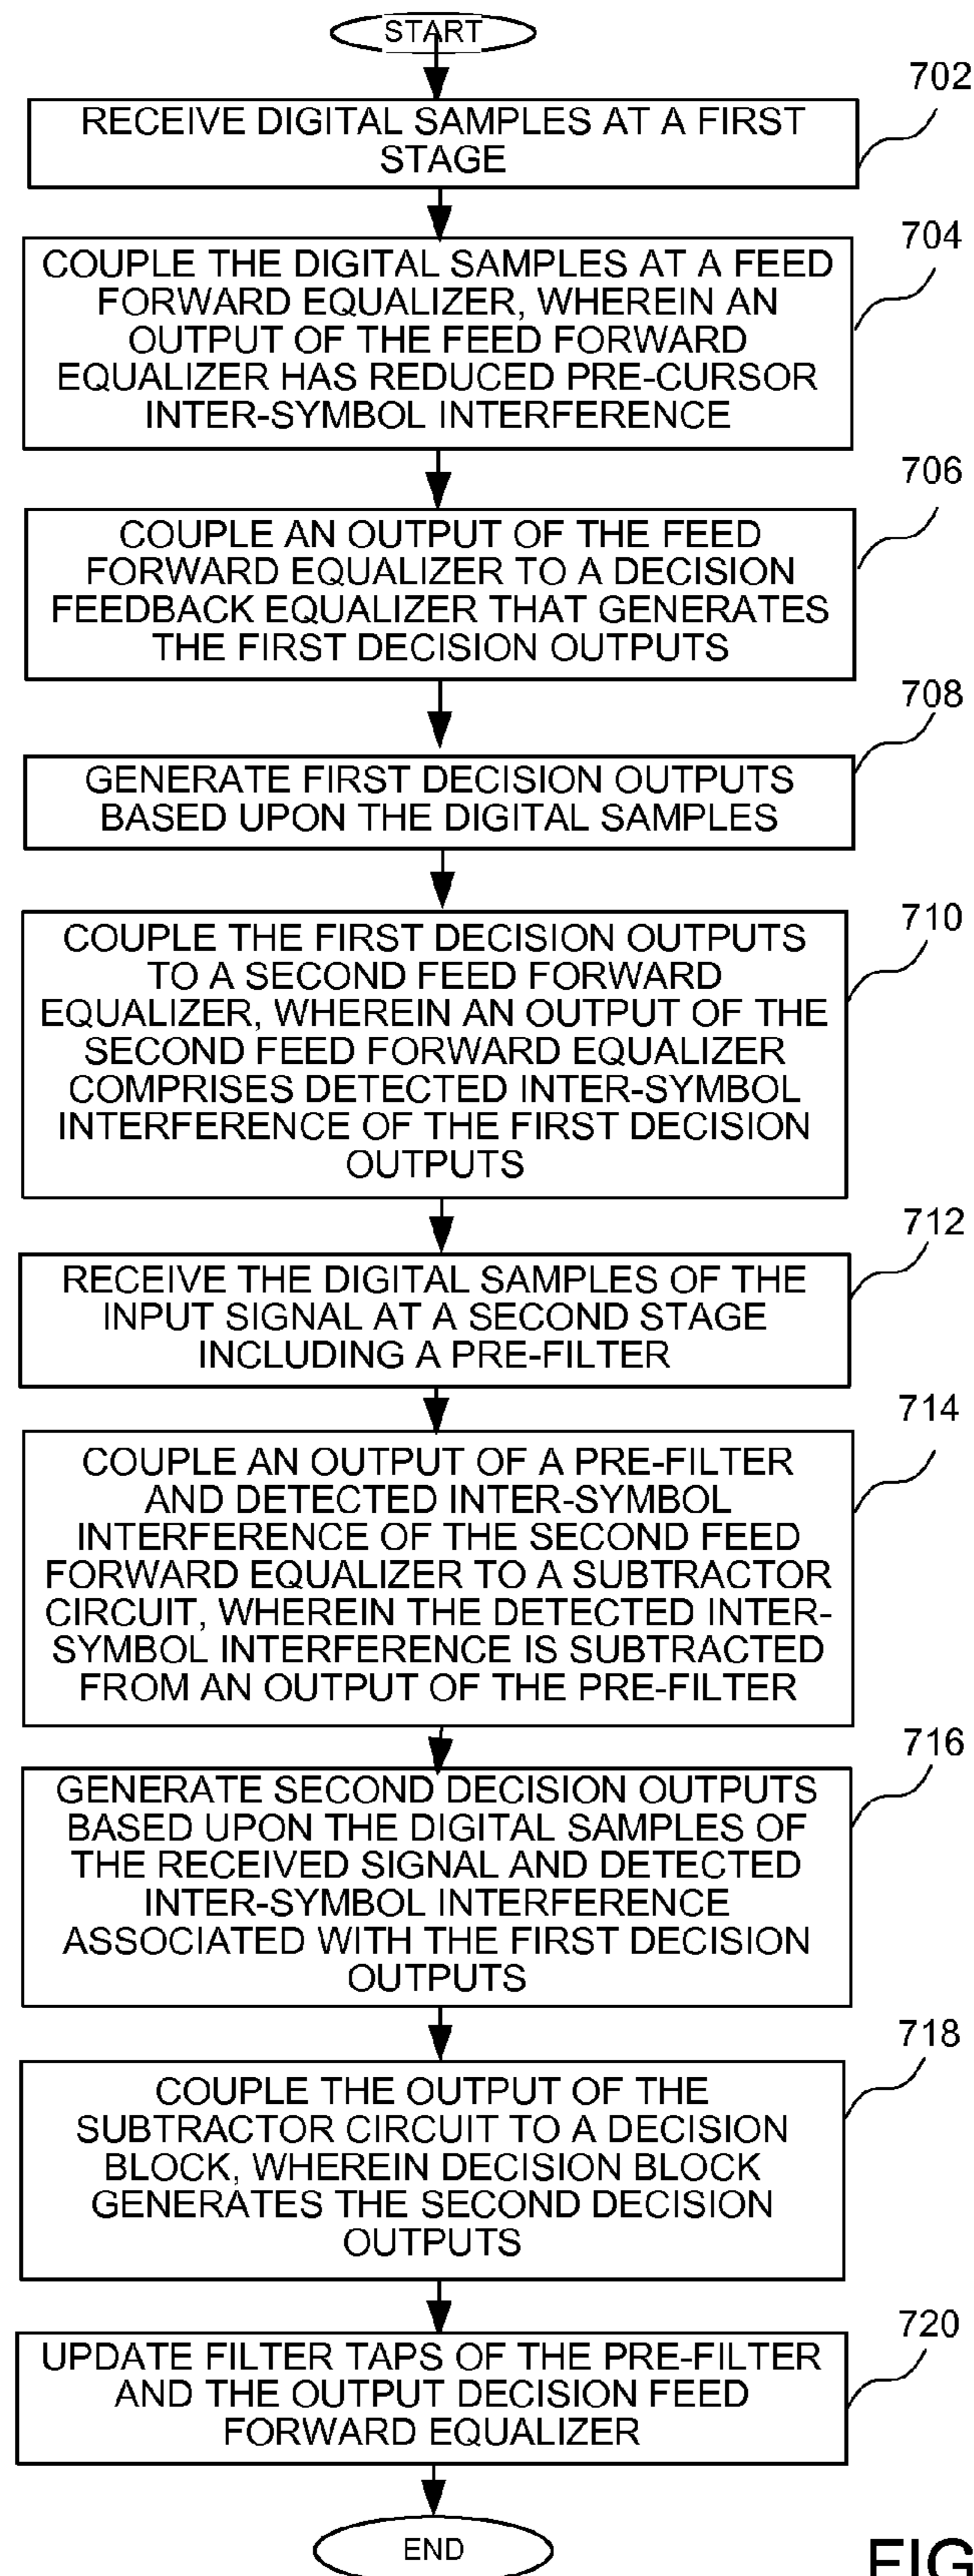 START
702
RECEIVE DIGITAL SAMPLES AT A FIRST
STAGE
704
COUPLE THE DIGITAL SAMPLES AT A FEED
FORWARD EQUALIZER, WHEREIN AN
OUTPUT OF THE FEED FORWARD
EQUALIZER HAS REDUCED PRE-CURSOR
INTER-SYMBOL INTERFERENCE
706
COUPLE AN OUTPUT OF THE FEED
FORWARD EQUALIZER TO A DECISION
FEEDBACK EQUALIZER THAT GENERATES
THE FIRST DECISION OUTPUTS
708
GENERATE FIRST DECISION OUTPUTS
BASED UPON THE DIGITAL SAMPLES
710
COUPLE THE FIRST DECISION OUTPUTS
TO A SECOND FEED FORWARD
EQUALIZER, WHEREIN AN OUTPUT OF THE
SECOND FEED FORWARD EQUALIZER
COMPRISES DETECTED INTER-SYMBOL
INTERFERENCE OF THE FIRST DECISION
OUTPUTS
712
RECEIVE THE DIGITAL SAMPLES OF THE
INPUT SIGNAL AT A SECOND STAGE
INCLUDING A PRE-FILTER
714
COUPLE AN OUTPUT OF A PRE-FILTER
AND DETECTED INTER-SYMBOL
INTERFERENCE OF THE SECOND FEED
FORWARD EQUALIZER TO A SUBTRACTOR
CIRCUIT, WHEREIN THE DETECTED INTER-
SYMBOL INTERFERENCE IS SUBTRACTED
FROM AN OUTPUT OF THE PRE-FILTER
716
GENERATE SECOND DECISION OUTPUTS
BASED UPON THE DIGITAL SAMPLES OF
THE RECEIVED SIGNAL AND DETECTED
INTER-SYMBOL INTERFERENCE
ASSOCIATED WITH THE FIRST DECISION
OUTPUTS
718
COUPLE THE OUTPUT OF THE
SUBTRACTOR CIRCUIT TO A DECISION
BLOCK, WHEREIN DECISION BLOCK
GENERATES THE SECOND DECISION
OUTPUTS
720
UPDATE FILTER TAPS OF THE PRE-FILTER
AND THE OUTPUT DECISION FEED
FORWARD EQUALIZER
END
FIG